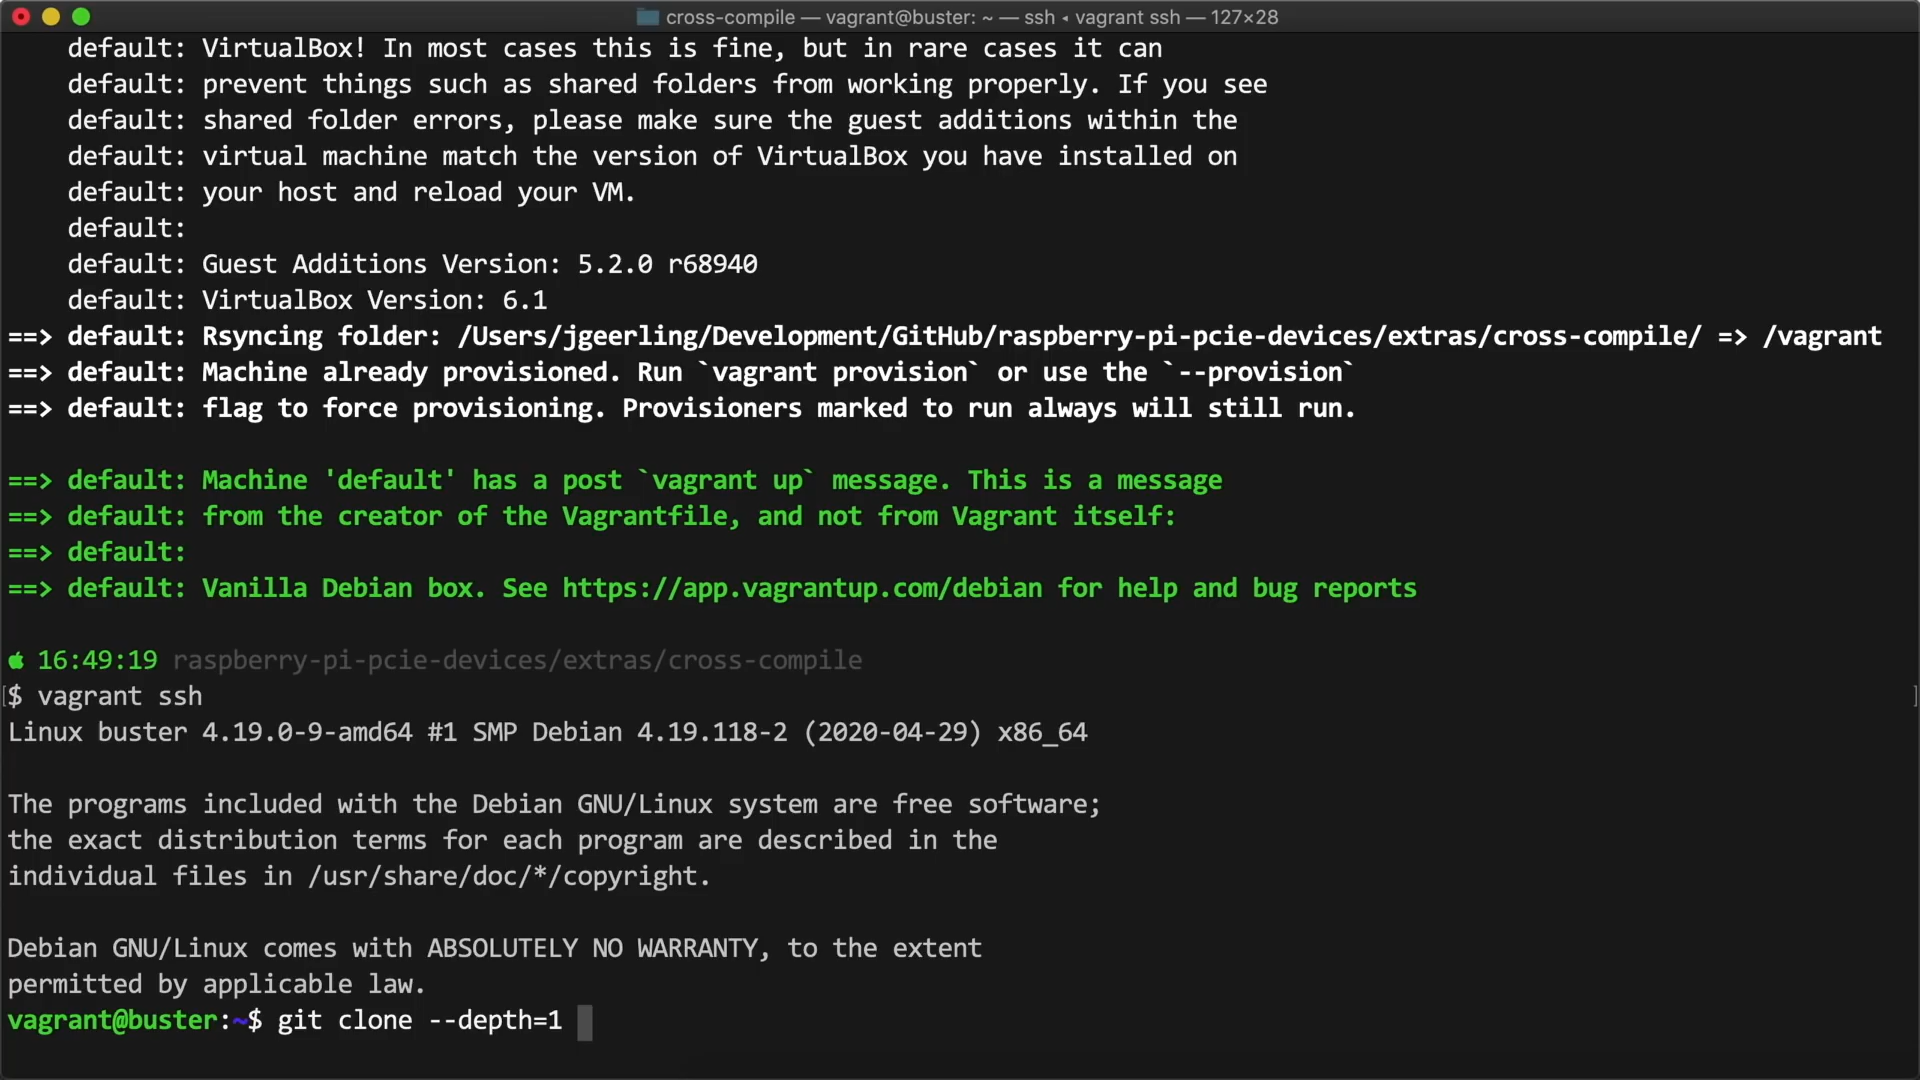 cross-compile — vagrant@buster: ~ — ssh ◂ vagrant ssh — 127×28
default: VirtualBox! In most cases this is fine, but in rare cases it can
default: prevent things such as shared folders from working properly. If you see
default: shared folder errors, please make sure the guest additions within the
default: virtual machine match the version of VirtualBox you have installed on
default: your host and reload your VM.
default:
default: Guest Additions Version: 5.2.0 r68940
default: VirtualBox Version: 6.1
==> default: Rsyncing folder: /Users/jgeerling/Development/GitHub/raspberry-pi-pcie-devices/extras/cross-compile/ => /vagrant
==> default: Machine already provisioned. Run `vagrant provision` or use the `--provision`
==> default: flag to force provisioning. Provisioners marked to run always will still run.
==> default: Machine 'default' has a post `vagrant up` message. This is a message
==> default: from the creator of the Vagrantfile, and not from Vagrant itself:
==> default:
==> default: Vanilla Debian box. See https://app.vagrantup.com/debian for help and bug reports
16:49:19 raspberry-pi-pcie-devices/extras/cross-compile
[$ vagrant ssh ]
Linux buster 4.19.0-9-amd64 #1 SMP Debian 4.19.118-2 (2020-04-29) x86_64
The programs included with the Debian GNU/Linux system are free software;
the exact distribution terms for each program are described in the
individual files in /usr/share/doc/*/copyright.
Debian GNU/Linux comes with ABSOLUTELY NO WARRANTY, to the extent
permitted by applicable law.
vagrant@buster:~$ git clone --depth=1